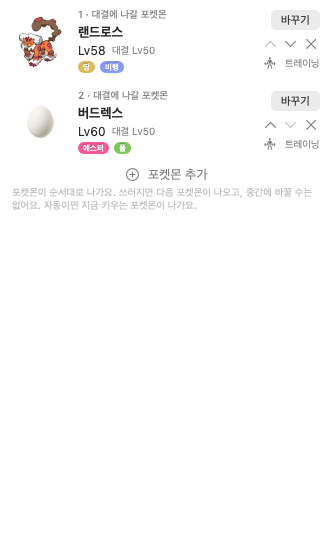 1 · 대결에 나갈 포켓몬
바꾸기
랜드로스
Lv58 대결 Lv50
땅 비행
트레이닝
2 · 대결에 나갈 포켓몬
바꾸기
버드렉스
Lv60 대결 Lv50
에스퍼 풀
트레이닝
포켓몬 추가
포켓몬이 순서대로 나가요. 쓰러지면 다음 포켓몬이 나오고, 중간에 바꿀 수는
없어요. 자동이면 지금 키우는 포켓몬이 나가요.